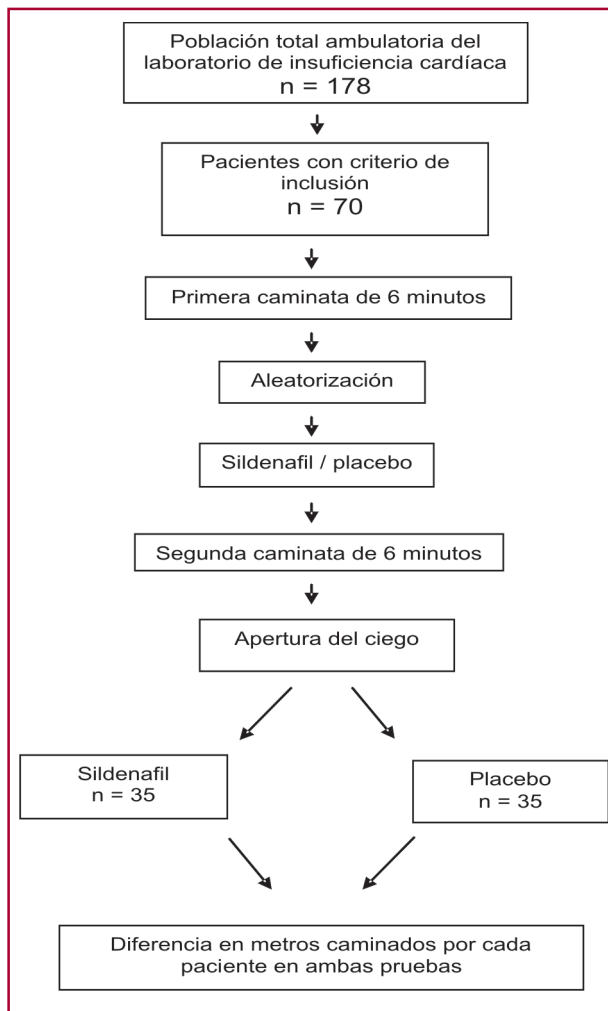 Población total ambulatoria del
laboratorio de insuficiencia cardíaca
n = 178
Pacientes con criterio de
inclusión
n = 70
Primera caminata de 6 minutos
Aleatorización
Sildenafil / placebo
Segunda caminata de 6 minutos
Apertura del ciego
Sildenafil
n = 35
Placebo
n = 35
Diferencia en metros caminados por cada
paciente en ambas pruebas